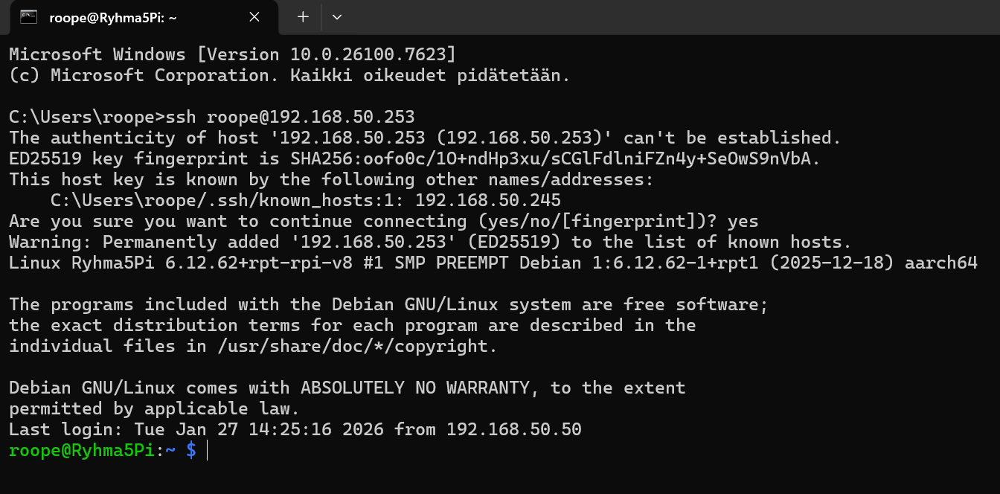 roope@Ryhma5Pi: ~
Microsoft Windows [Version 10.0.26100.7623]
(c) Microsoft Corporation. Kaikki oikeudet pidätetään.
C:\Users\roope>ssh roope@192.168.50.253
The authenticity of host '192.168.50.253 (192.168.50.253)' can't be established.
ED25519 key fingerprint is SHA256:oofo0c/1O+ndHp3xu/sCGlFdlniFZn4y+SeOwS9nVbA.
This host key is known by the following other names/addresses:
    C:\Users\roope/.ssh/known_hosts:1: 192.168.50.245
Are you sure you want to continue connecting (yes/no/[fingerprint])? yes
Warning: Permanently added '192.168.50.253' (ED25519) to the list of known hosts.
Linux Ryhma5Pi 6.12.62+rpt-rpi-v8 #1 SMP PREEMPT Debian 1:6.12.62-1+rpt1 (2025-12-18) aarch64
The programs included with the Debian GNU/Linux system are free software;
the exact distribution terms for each program are described in the
individual files in /usr/share/doc/*/copyright.
Debian GNU/Linux comes with ABSOLUTELY NO WARRANTY, to the extent
permitted by applicable law.
Last login: Tue Jan 27 14:25:16 2026 from 192.168.50.50
roope@Ryhma5Pi:~ $